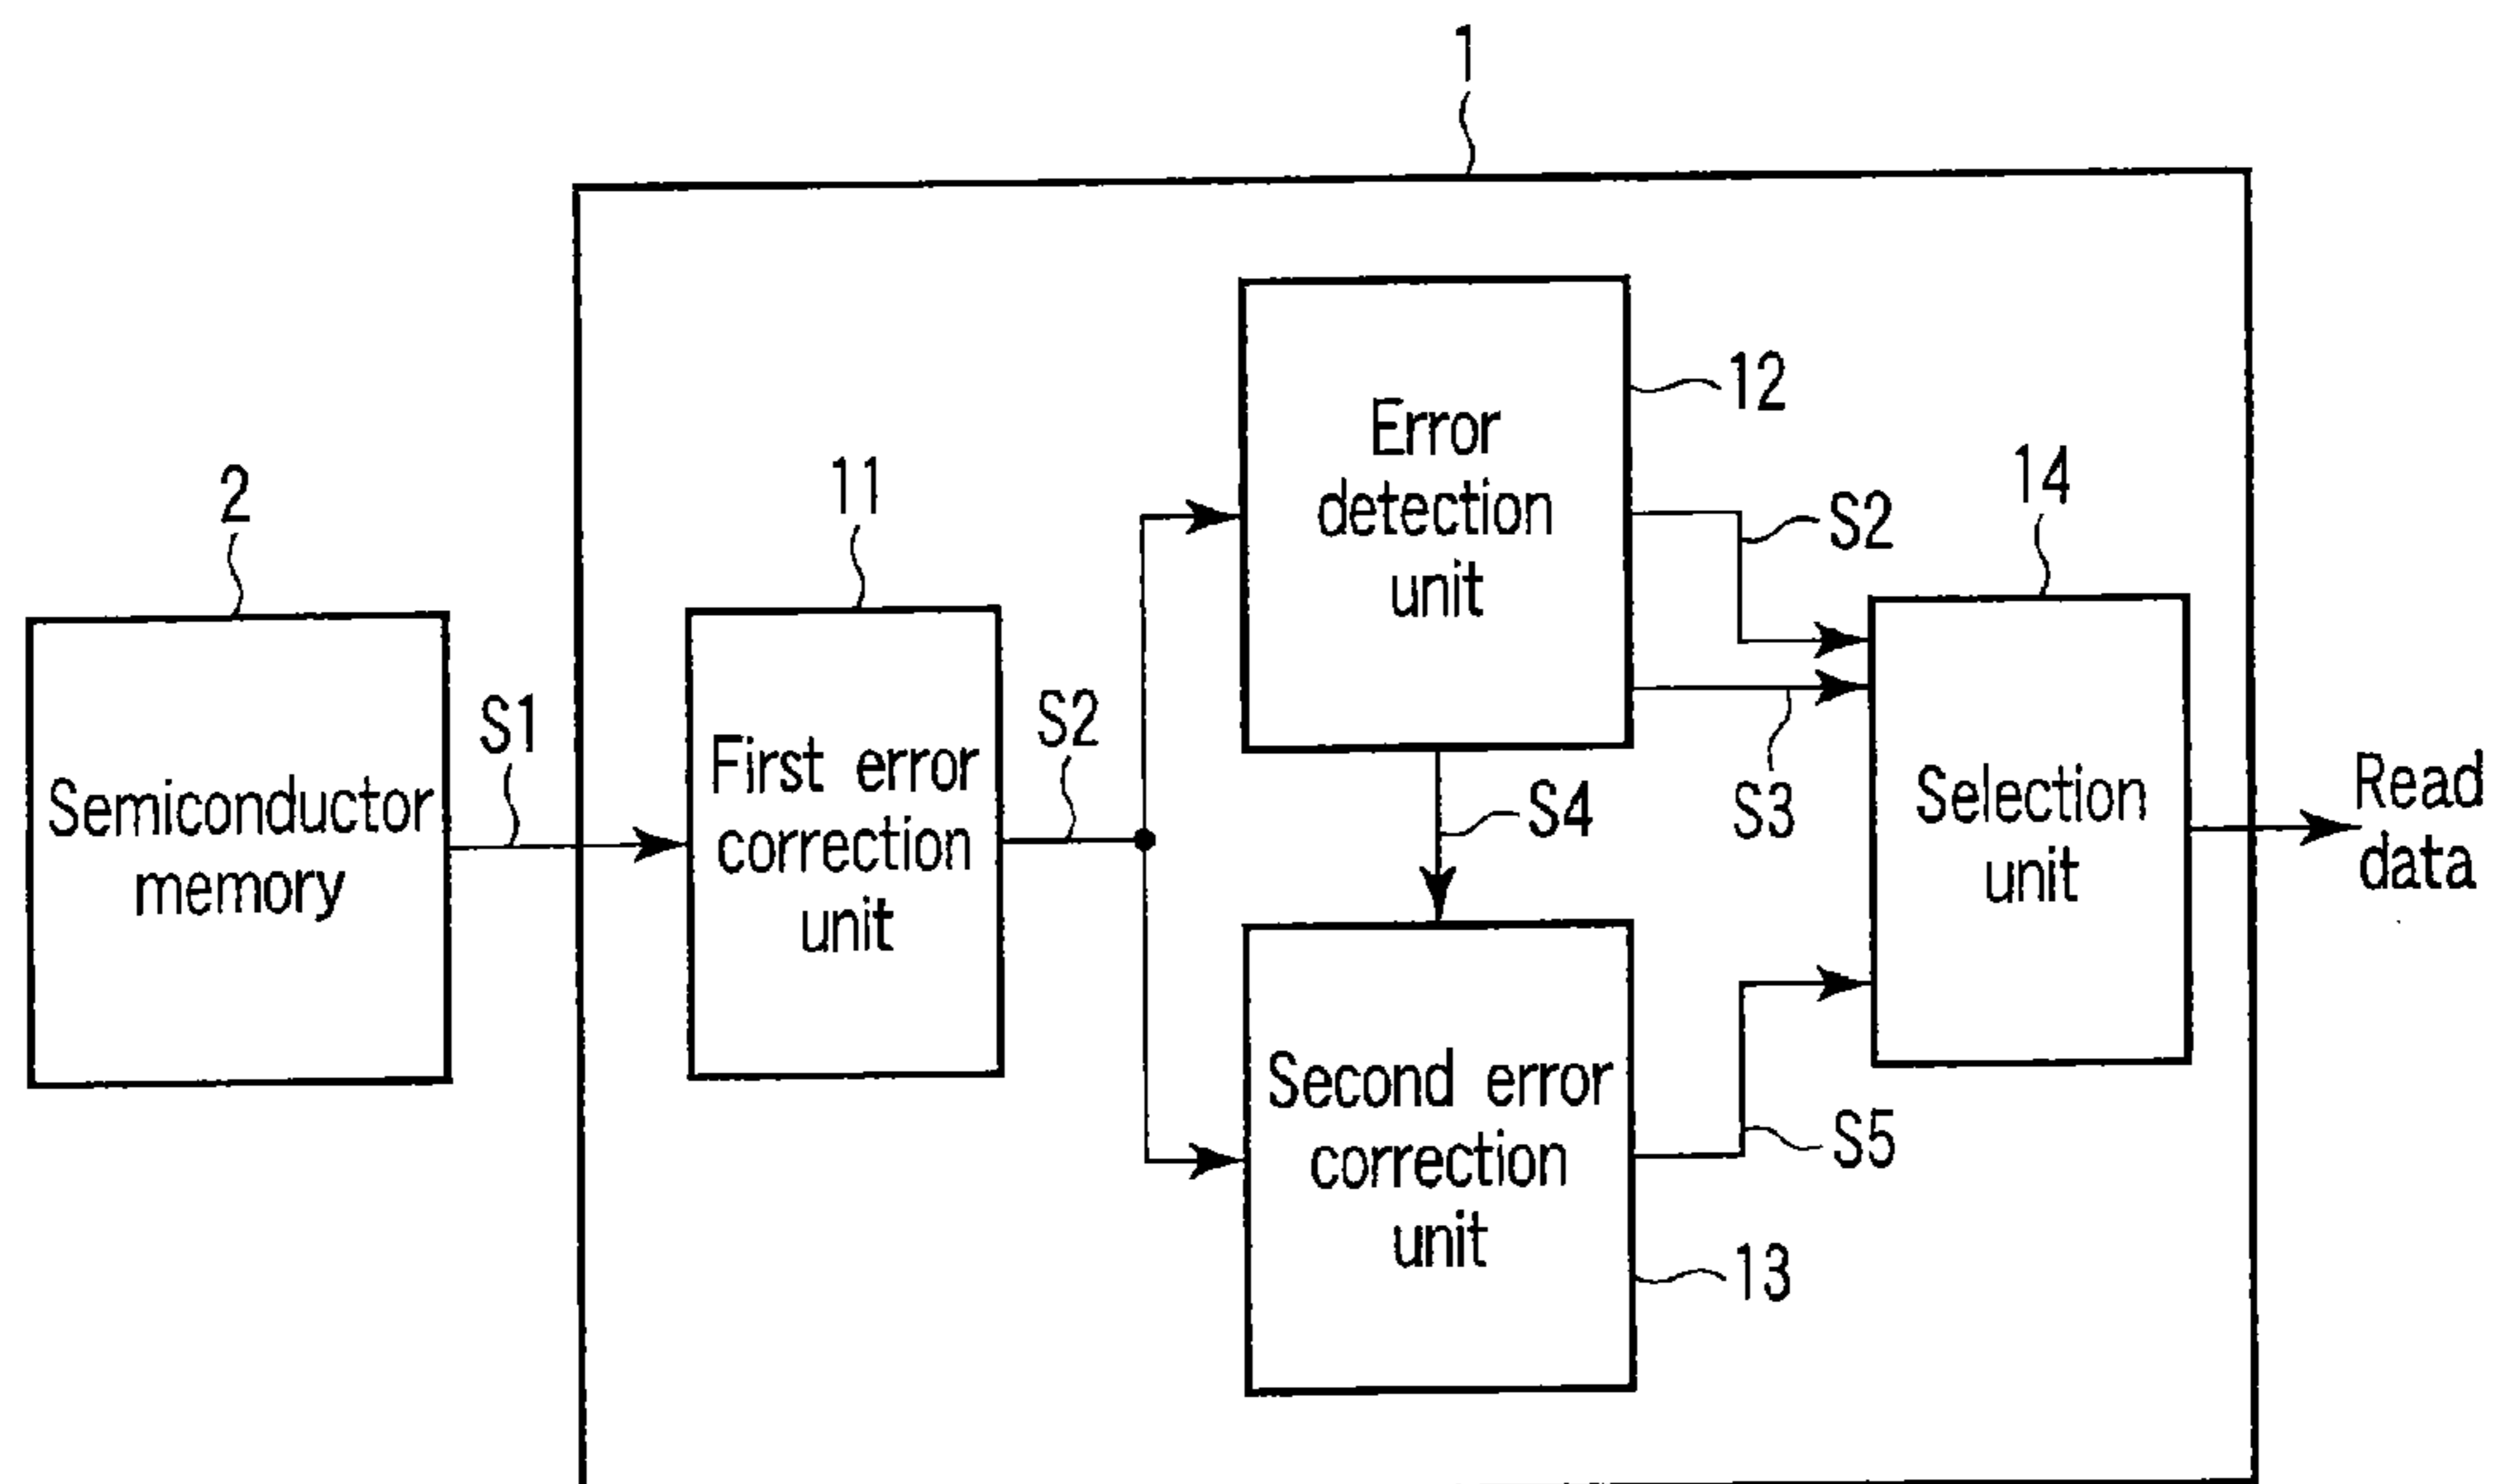 1
2
Semiconductor
memory
S1
11
First error
correction
unit
S2
12
Error
detection
unit
S2
S3
S4
13
Second error
correction
unit
S5
14
Selection
unit
Read
data